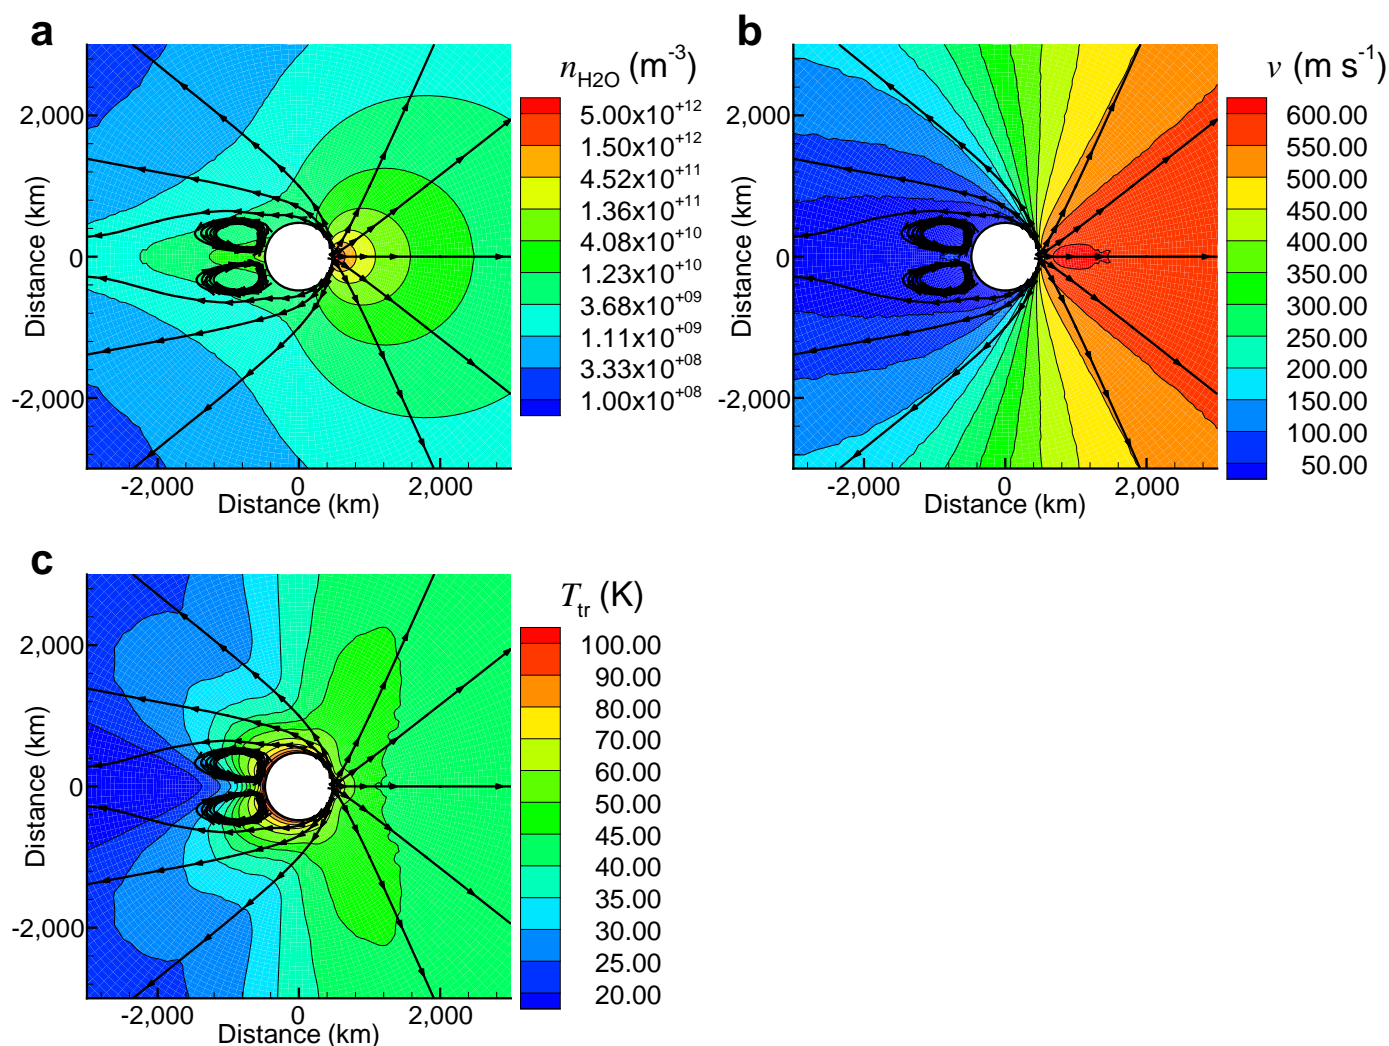 a
n_H2O (m^-3)
5.00x10^+12
1.50x10^+12
4.52x10^+11
1.36x10^+11
4.08x10^+10
1.23x10^+10
3.68x10^+09
1.11x10^+09
3.33x10^+08
1.00x10^+08
Distance (km)
2,000
0
-2,000
-2,000 0 2,000
Distance (km)
b
v (m s^-1)
600.00
550.00
500.00
450.00
400.00
350.00
300.00
250.00
200.00
150.00
100.00
50.00
Distance (km)
2,000
0
-2,000
-2,000 0 2,000
Distance (km)
c
T_tr (K)
100.00
90.00
80.00
70.00
60.00
50.00
45.00
40.00
35.00
30.00
25.00
20.00
Distance (km)
2,000
0
-2,000
-2,000 0 2,000
Distance (km)